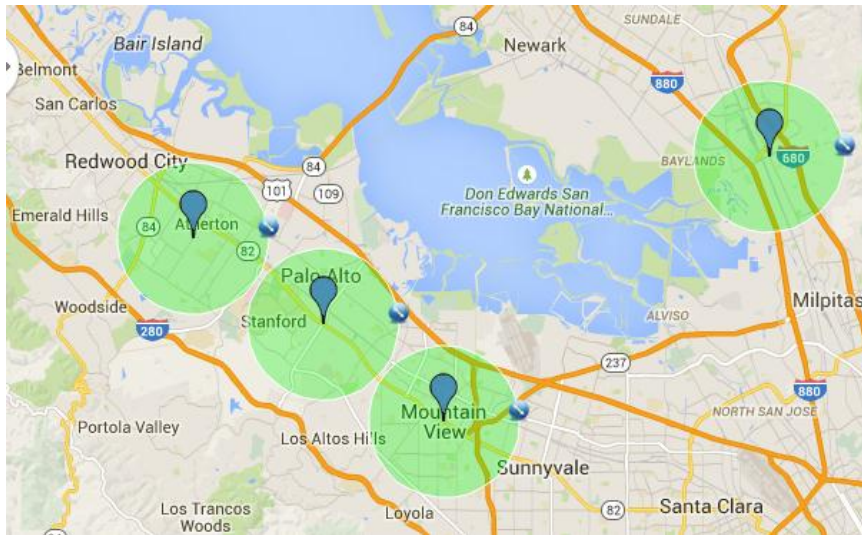 SUNDALE
84
Bair Island
Newark
Belmont
880
San Carlos
680
BAYLANDS
Redwood City
84
101
109
Don Edwards San
Francisco Bay National...
Emerald Hills
84
Atherton
82
Palo Alto
Woodside
Milpitas
280
Stanford
ALVISO
237
880
Mountain
View
NORTH SAN JOSE
Portola Valley
Los Altos Hills
Sunnyvale
Los Trancos
Woods
Loyola
82
Santa Clara